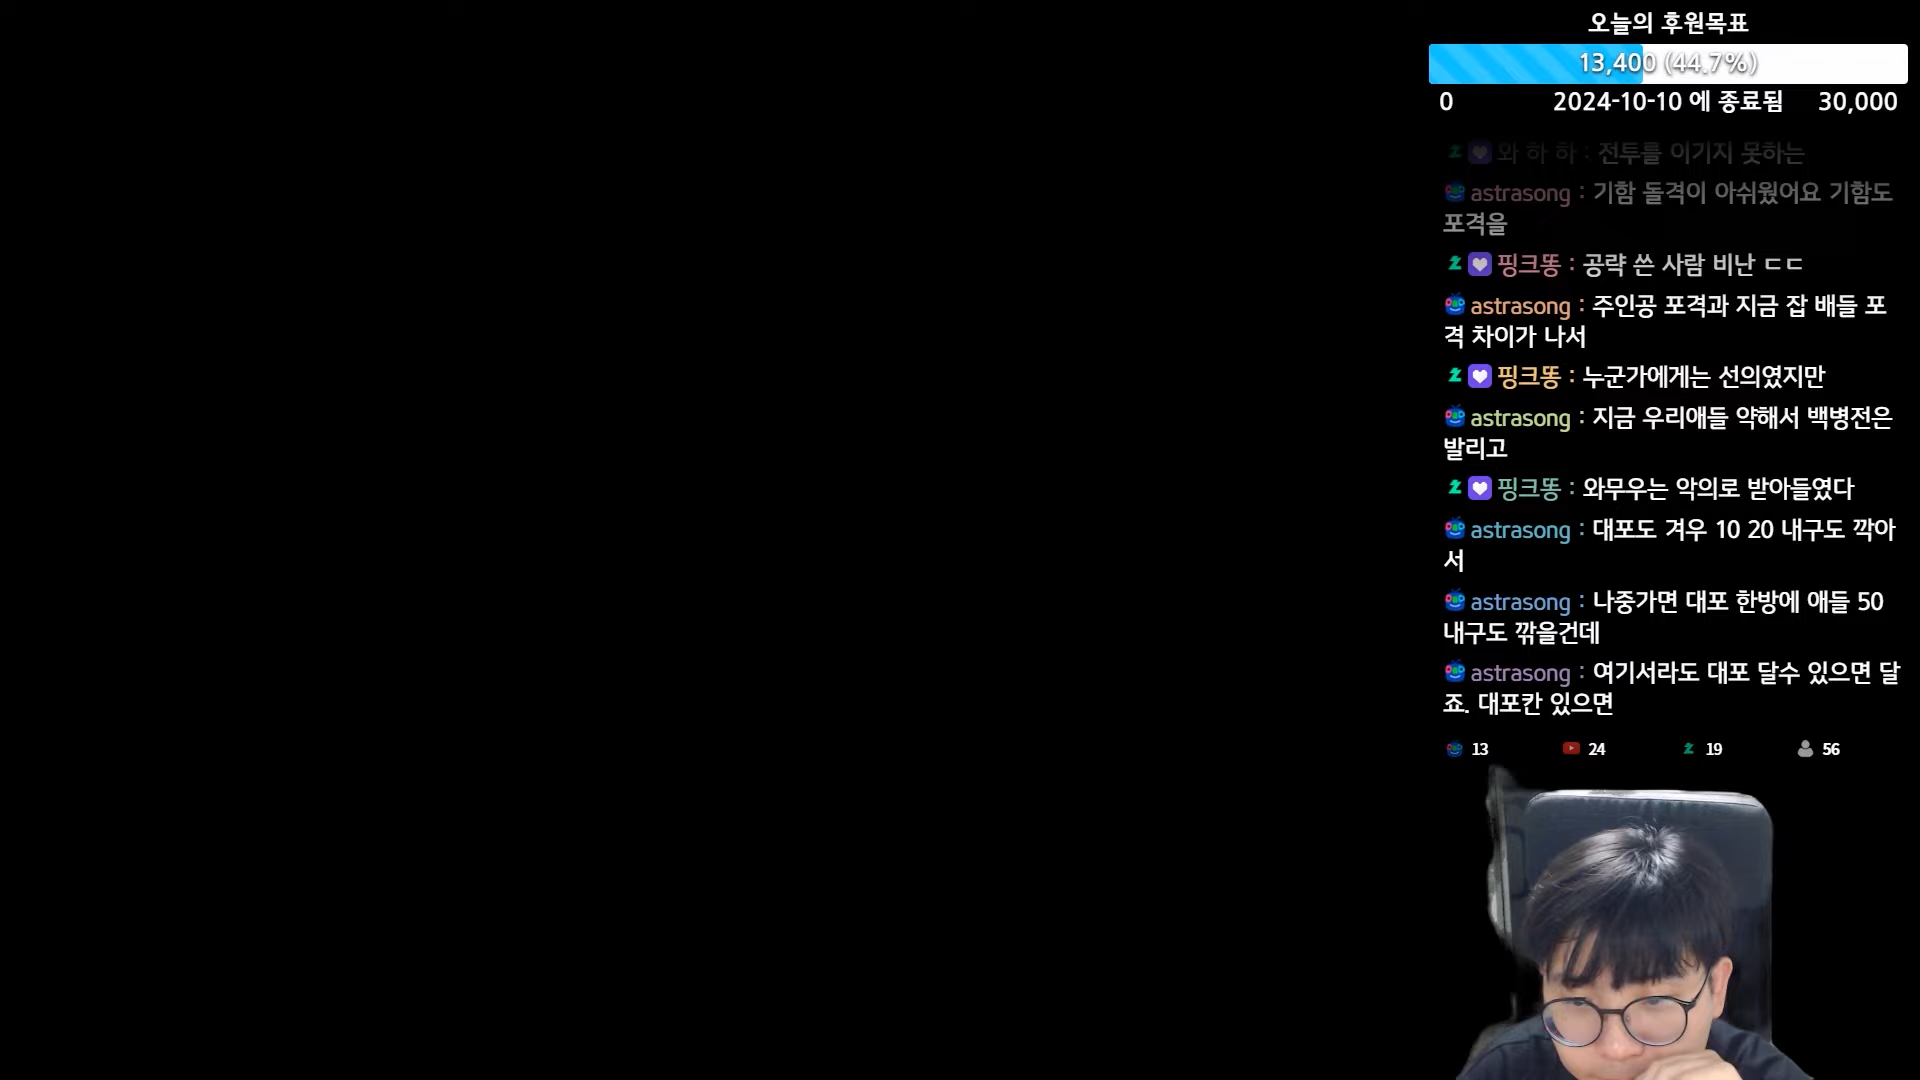 오늘의 후원목표
13,400 (44.7%)
0 2024-10-10 에 종료됨 30,000
와 하 하 : 전투를 이기지 못하는
astrasong : 기함 돌격이 아쉬웠어요 기함도
포격을
핑크똥 : 공략 쓴 사람 비난 ㄷㄷ
astrasong : 주인공 포격과 지금 잡 배들 포
격 차이가 나서
핑크똥 : 누군가에게는 선의였지만
astrasong : 지금 우리애들 약해서 백병전은
발리고
핑크똥 : 와무우는 악의로 받아들였다
astrasong : 대포도 겨우 10 20 내구도 깍아
서
astrasong : 나중가면 대포 한방에 애들 50
내구도 깎을건데
astrasong : 여기서라도 대포 달수 있으면 달
죠. 대포칸 있으면
13 24 19 56